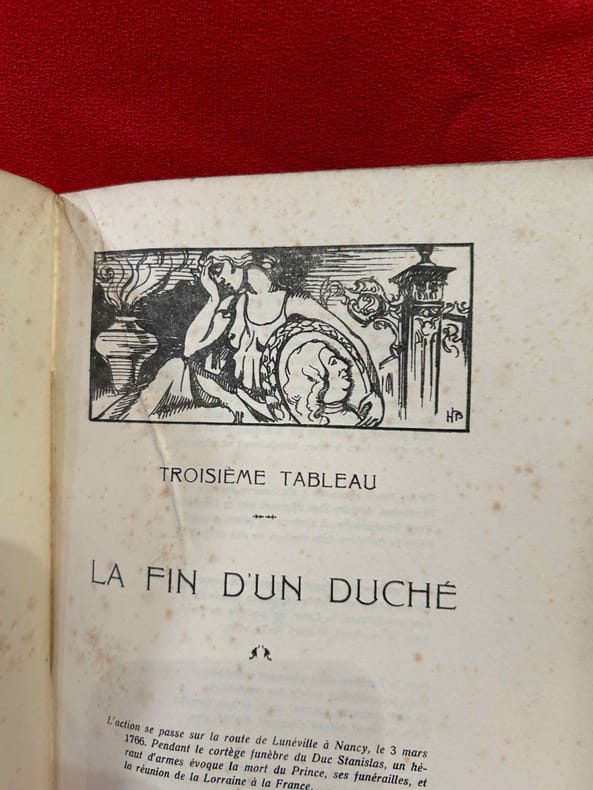 HB
TROISIÈME TABLEAU
LA FIN D'UN DUCHÉ
L'action se passe sur la route de Lunéville à Nancy, le 3 mars
1766. Pendant le cortège funèbre du Duc Stanislas, un hé-
raut d'armes évoque la mort du Prince, ses funérailles, et
la réunion de la Lorraine à la France.